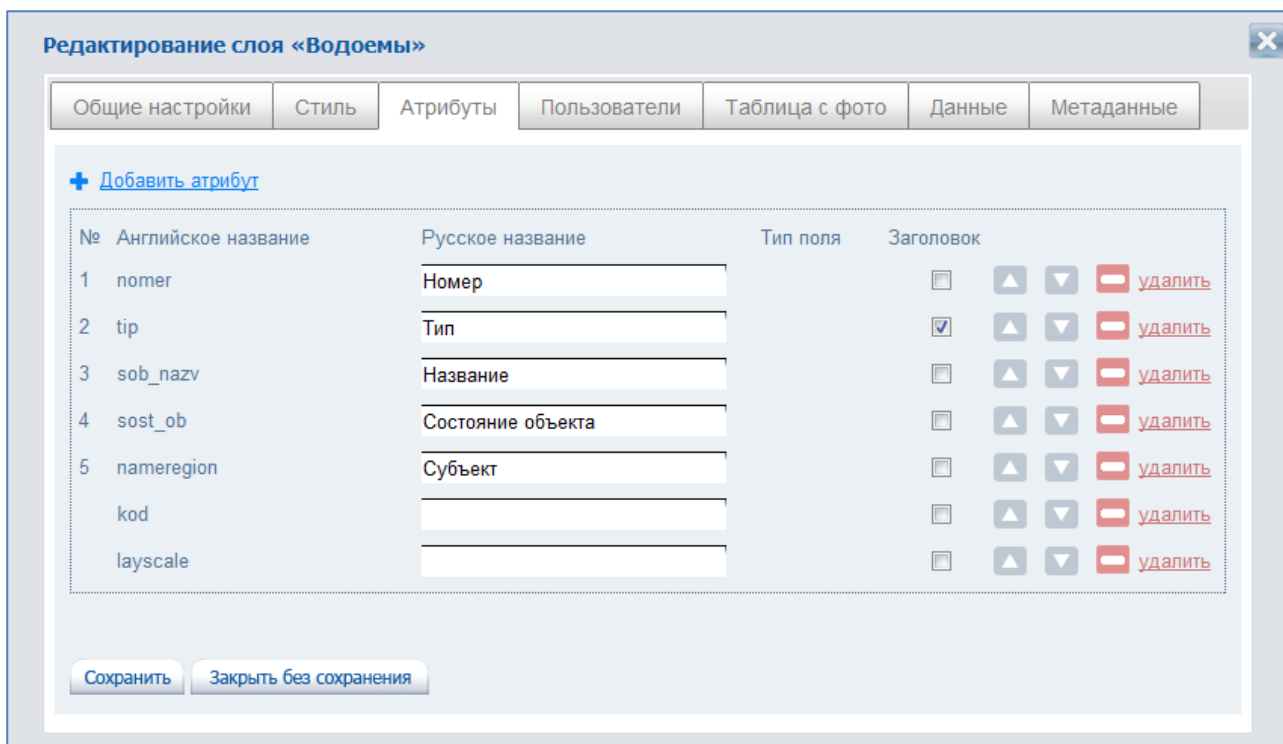 Редактирование слоя «Водоемы»
Общие настройки Стиль Атрибуты Пользователи Таблица с фото Данные Метаданные
Добавить атрибут
№ Английское название Русское название Тип поля Заголовок
1 nomer Номер удалить
2 tip Тип удалить
3 sob_nazv Название удалить
4 sost_ob Состояние объекта удалить
5 nameregion Субъект удалить
kod удалить
layscale удалить
Сохранить Закрыть без сохранения